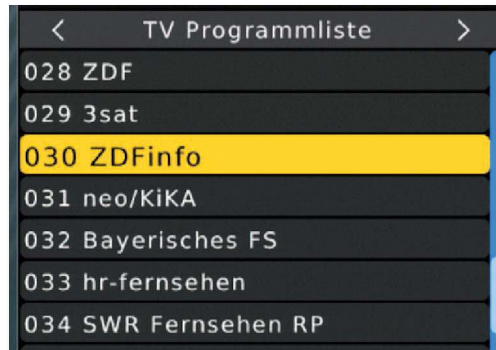 < TV Programmliste >
028 ZDF
029 3sat
030 ZDFinfo
031 neo/KiKA
032 Bayerisches FS
033 hr-fernsehen
034 SWR Fernsehen RP